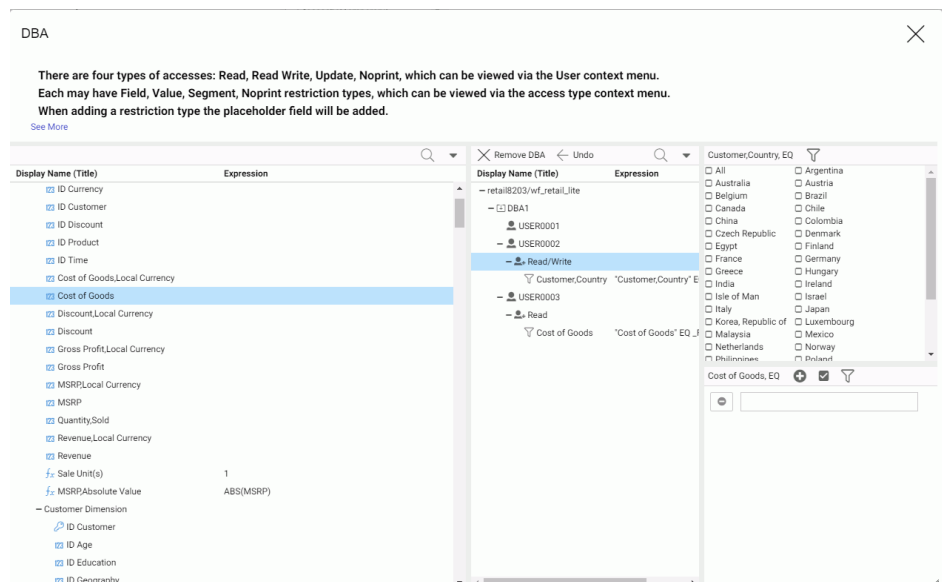 DBA
There are four types of accesses: Read, Read Write, Update, Noprint, which can be viewed via the User context menu.
Each may have Field, Value, Segment, Noprint restriction types, which can be viewed via the access type context menu.
When adding a restriction type the placeholder field will be added.
See More
Display Name (Title) Expression
ID Currency
ID Customer
ID Discount
ID Product
ID Time
Cost of Goods,Local Currency
Cost of Goods
Discount,Local Currency
Discount
Gross Profit,Local Currency
Gross Profit
MSRP,Local Currency
MSRP
Quantity,Sold
Revenue,Local Currency
Revenue
Sale Unit(s) 1
MSRP,Absolute Value ABS(MSRP)
Customer Dimension
ID Customer
ID Age
ID Education
ID Geography
Remove DBA Undo
Display Name (Title) Expression
retail8203/wf_retail_lite
DBA1
USER0001
USER0002
Read/Write
Customer,Country "Customer,Country" E
USER0003
Read
Cost of Goods "Cost of Goods" EQ _F
Customer,Country, EQ
All Argentina
Australia Austria
Belgium Brazil
Canada Chile
China Colombia
Czech Republic Denmark
Egypt Finland
France Germany
Greece Hungary
India Ireland
Isle of Man Israel
Italy Japan
Korea, Republic of Luxembourg
Malaysia Mexico
Netherlands Norway
Philippines Poland
Cost of Goods, EQ